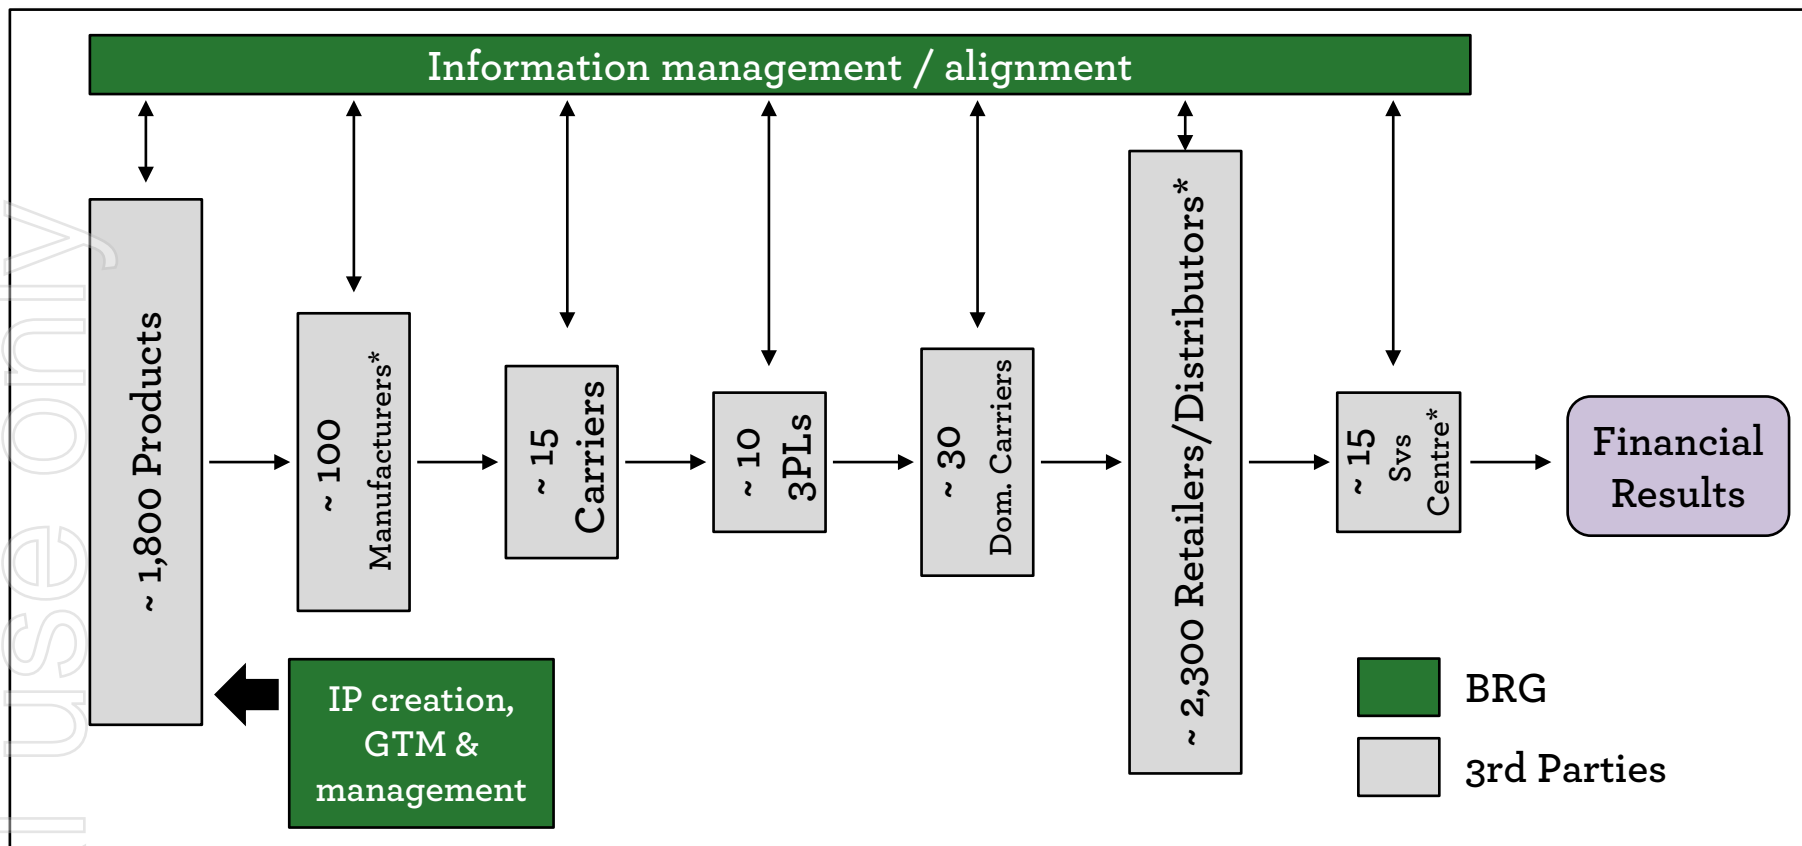 Information management / alignment
~ 1,800 Products
~ 100
Manufacturers*
~ 15
Carriers
~ 10
3PLs
~ 30
Dom. Carriers
~ 2,300 Retailers/Distributors*
~ 15
Svs
Centre*
Financial
Results
IP creation,
GTM &
management
BRG
3rd Parties
l use only